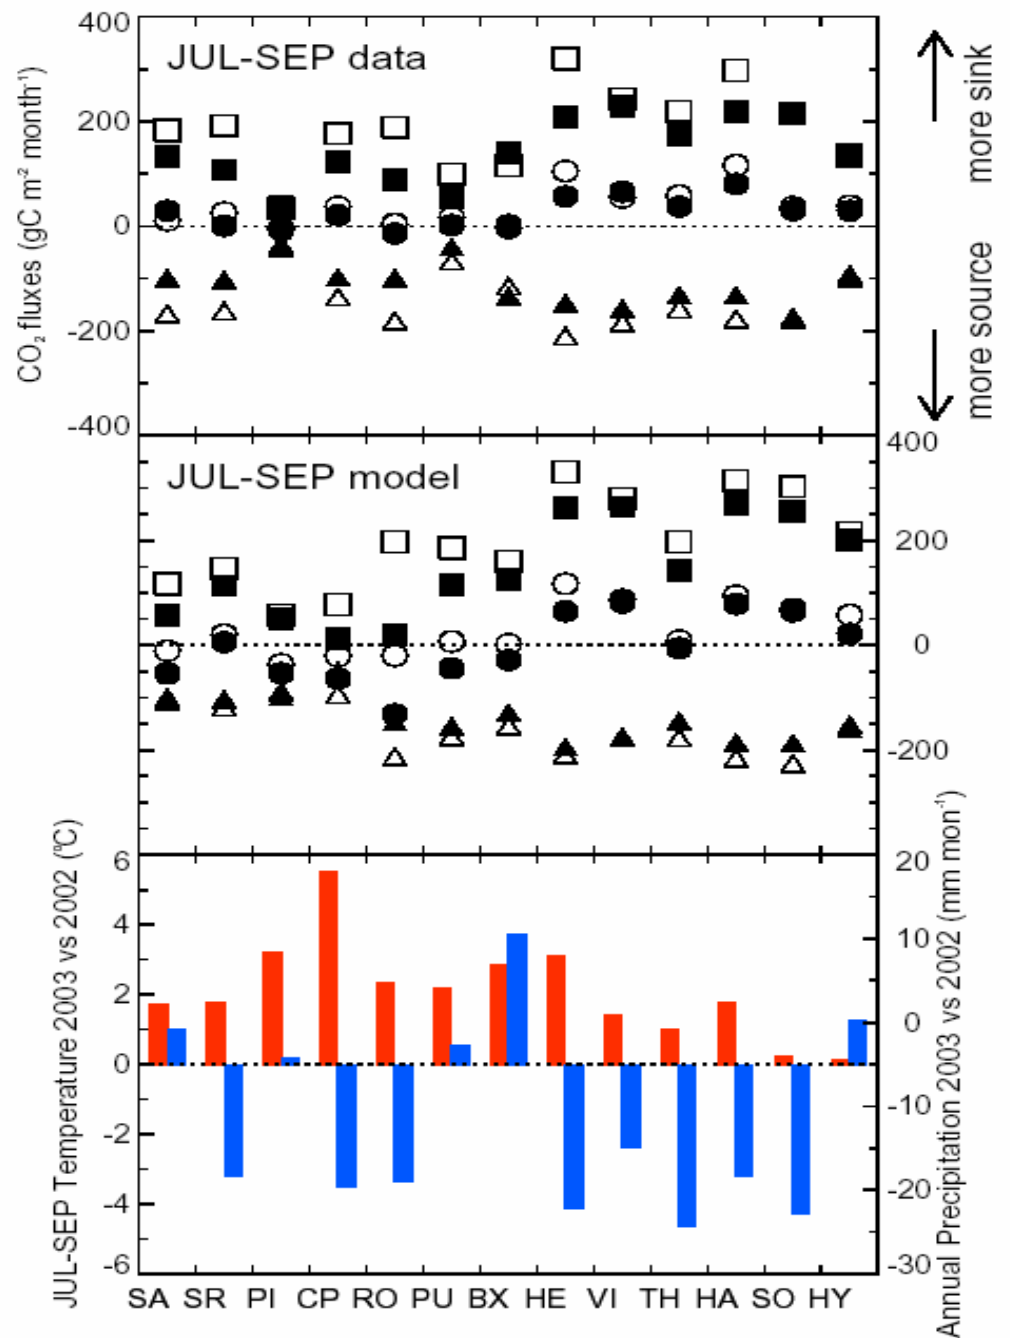 400
JUL-SEP data
200
0
-200
-400
CO₂ fluxes (gC m⁻² month⁻¹)
more sink
more source
JUL-SEP model
400
200
0
-200
6
4
2
0
-2
-4
-6
JUL-SEP Temperature 2003 vs 2002 (°C)
20
10
0
-10
-20
-30
Annual Precipitation 2003 vs 2002 (mm mon⁻¹)
SA SR PI CP RO PU BX HE VI TH HA SO HY